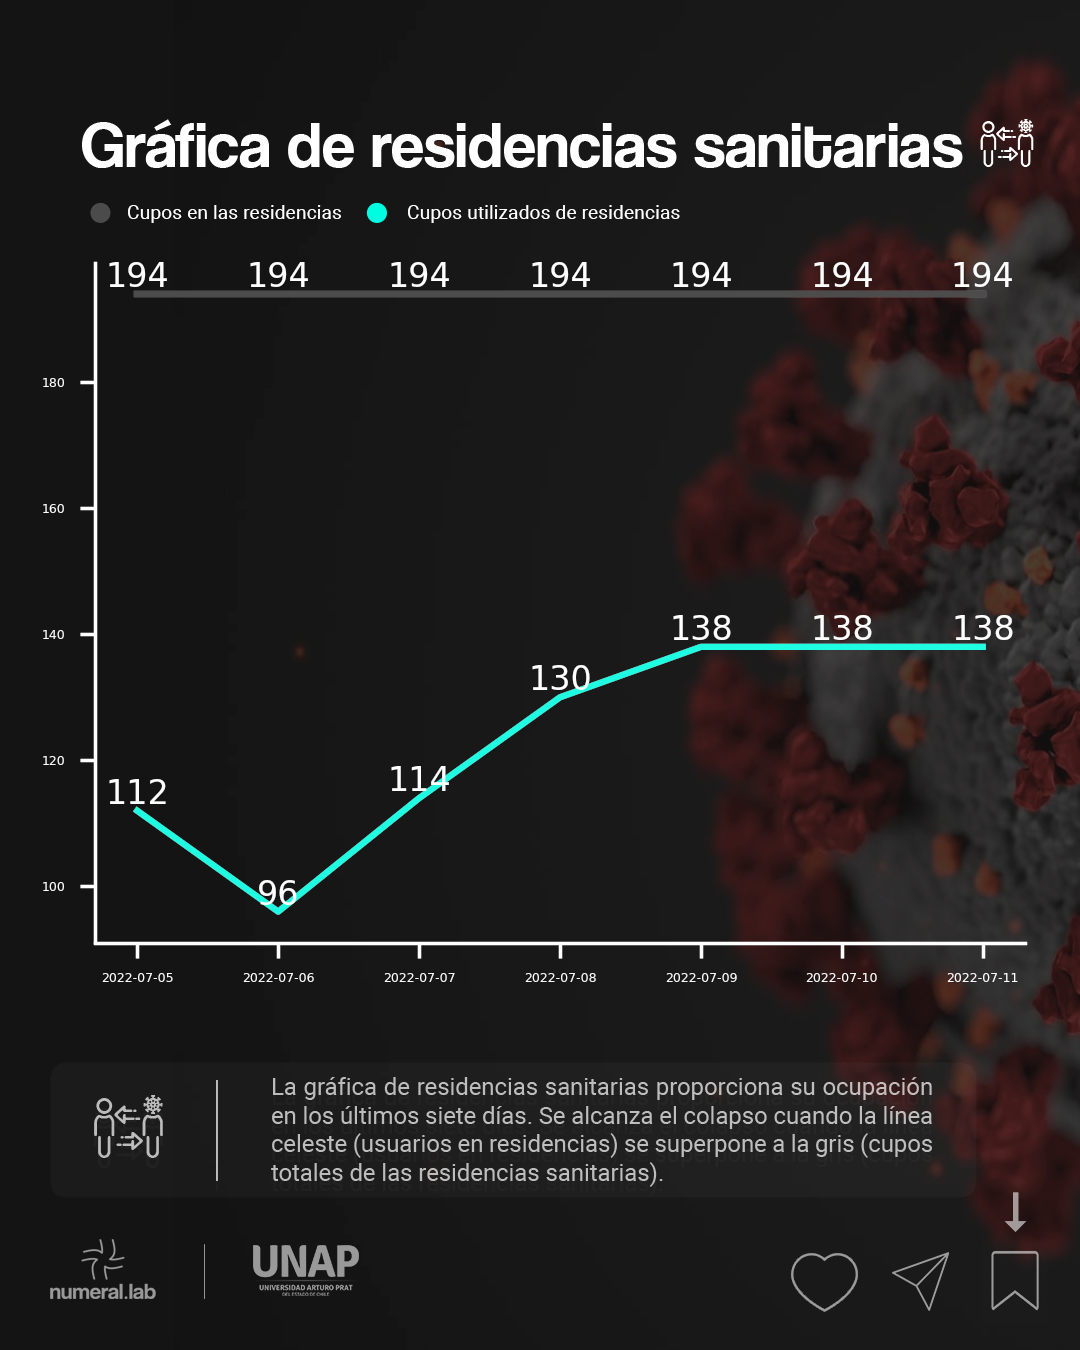 Gráfica de residencias sanitarias
Cupos en las residencias Cupos utilizados de residencias
194 194 194 194 194 194 194
180
160
140
120
100
138 138 138
130
114
112
96
2022-07-05 2022-07-06 2022-07-07 2022-07-08 2022-07-09 2022-07-10 2022-07-11
La gráfica de residencias sanitarias proporciona su ocupación
en los últimos siete días. Se alcanza el colapso cuando la línea
celeste (usuarios en residencias) se superpone a la gris (cupos
totales de las residencias sanitarias).
numeral.lab
UNAP
UNIVERSIDAD ARTURO PRAT
DEL ESTADO DE CHILE